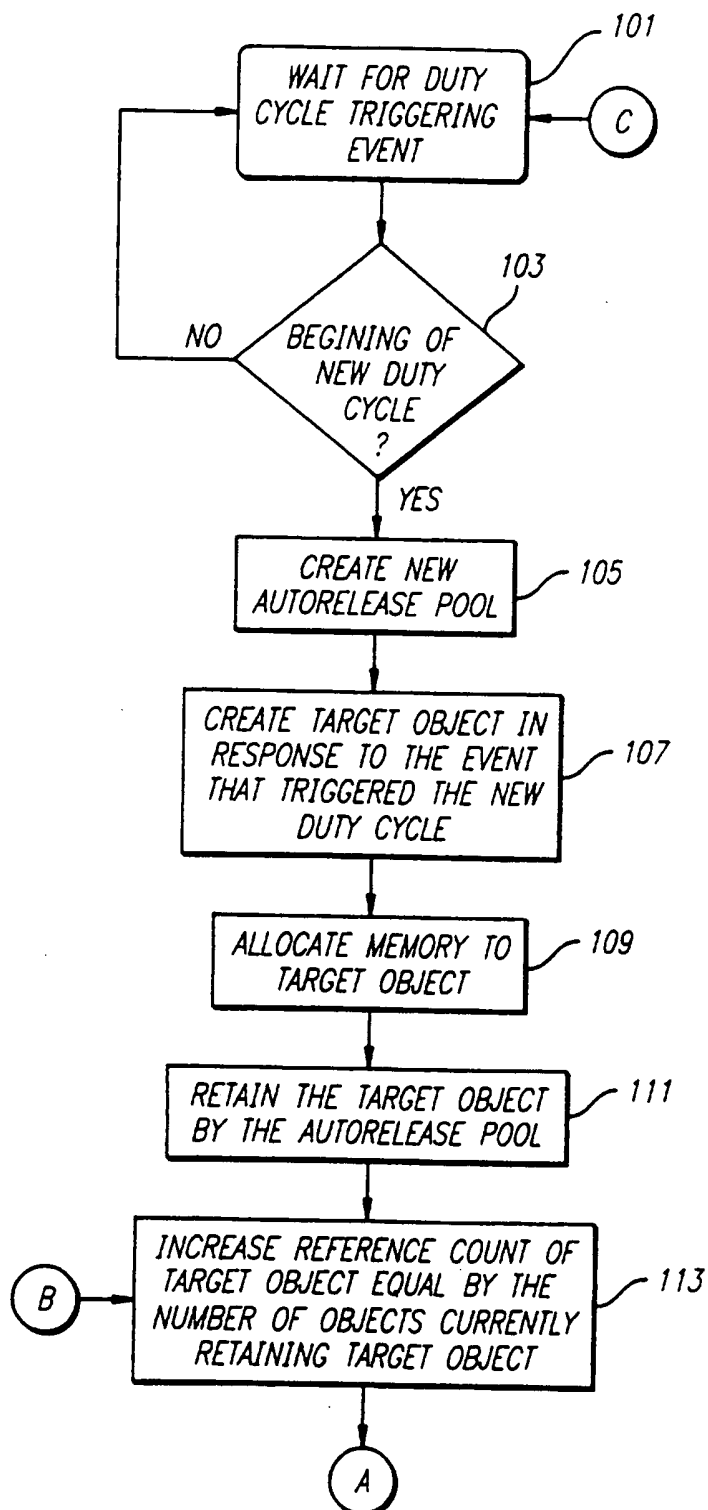 101
WAIT FOR DUTY
CYCLE TRIGGERING
EVENT
C
103
NO
BEGINING OF
NEW DUTY
CYCLE
?
YES
CREATE NEW
AUTORELEASE POOL
105
CREATE TARGET OBJECT IN
RESPONSE TO THE EVENT
THAT TRIGGERED THE NEW
DUTY CYCLE
107
ALLOCATE MEMORY TO
TARGET OBJECT
109
RETAIN THE TARGET OBJECT
BY THE AUTORELEASE POOL
111
B
INCREASE REFERENCE COUNT OF
TARGET OBJECT EQUAL BY THE
NUMBER OF OBJECTS CURRENTLY
RETAINING TARGET OBJECT
113
A